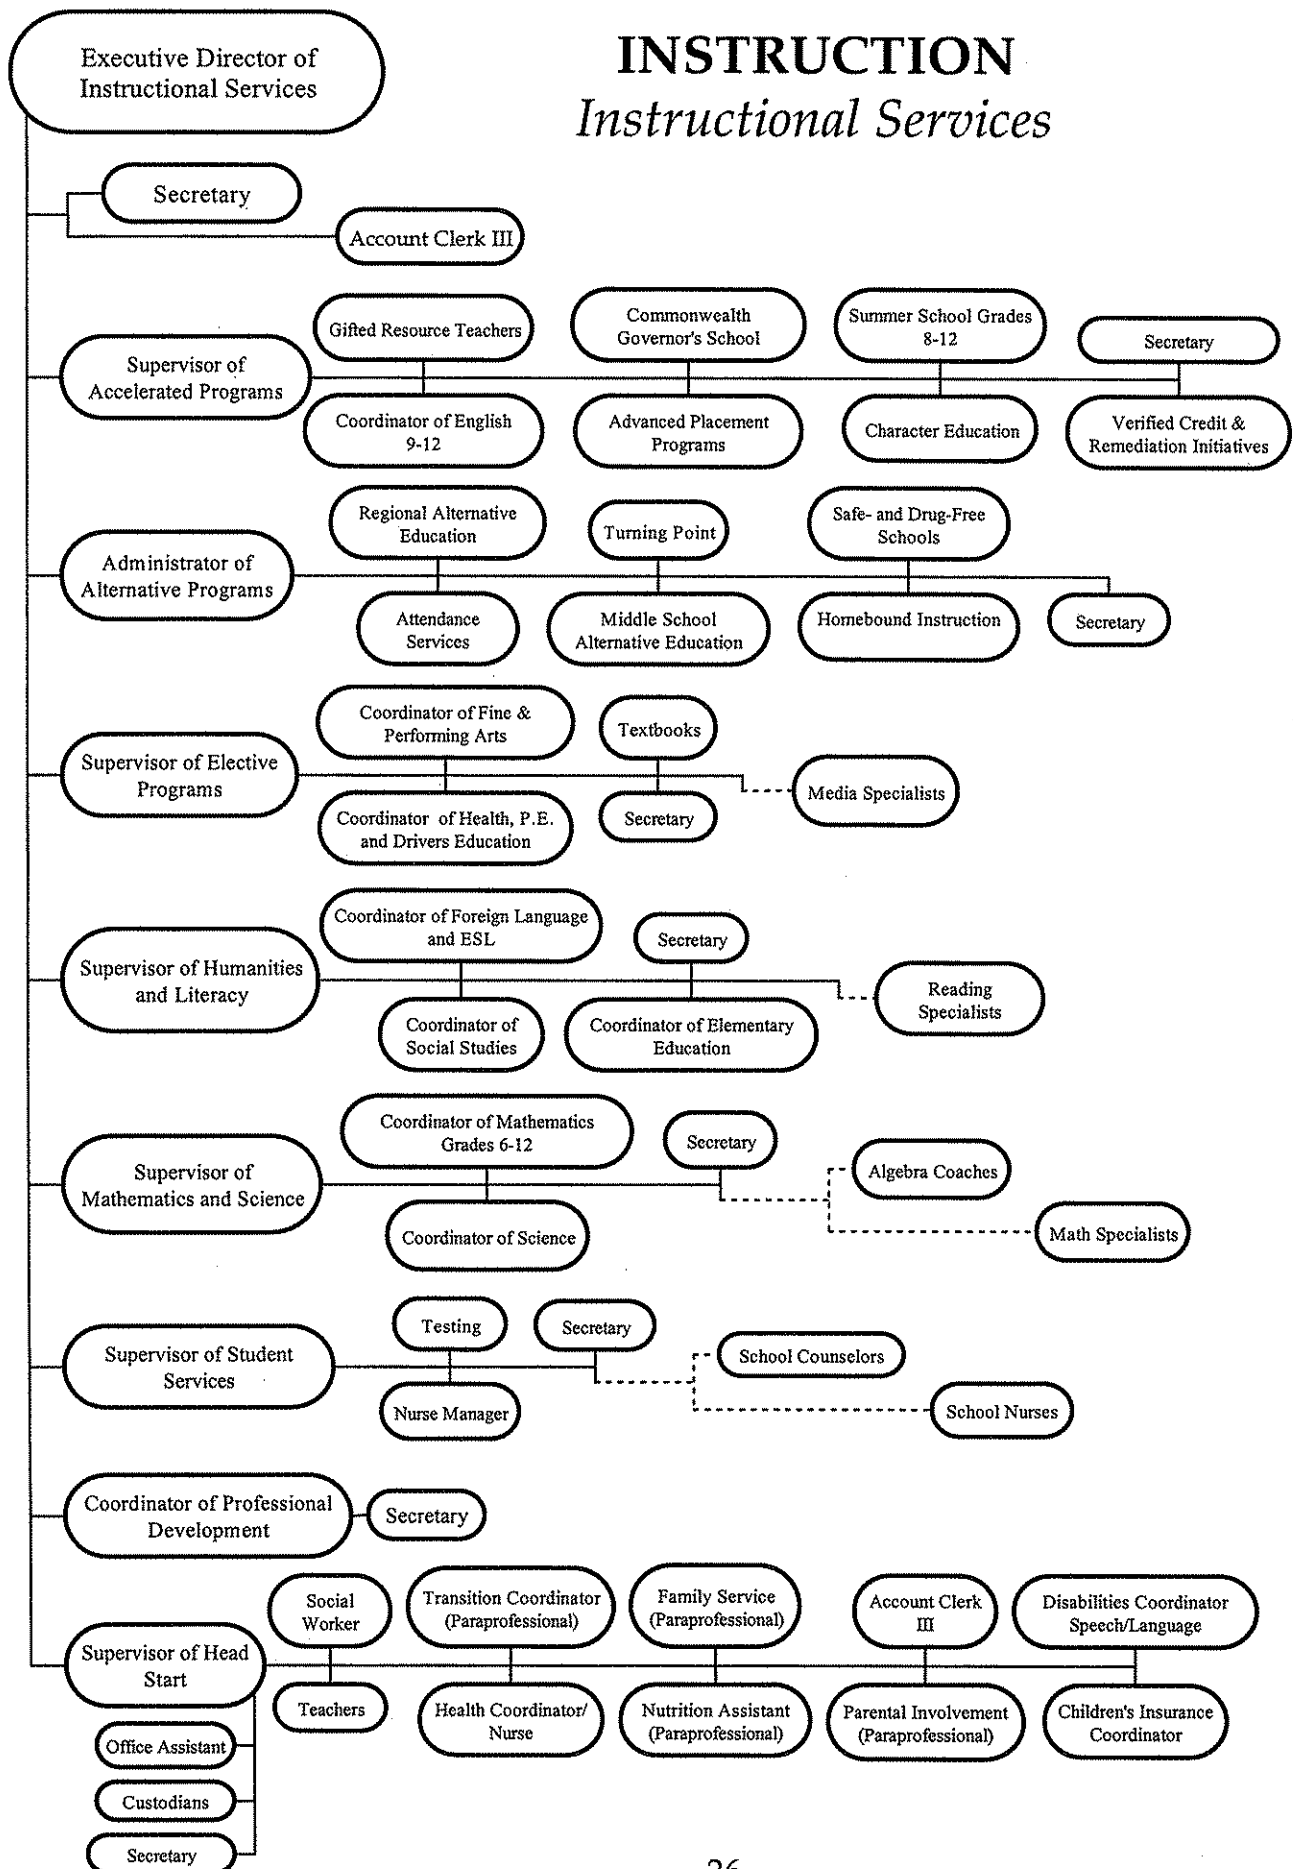 INSTRUCTION
Instructional Services
Executive Director of
Instructional Services
Secretary
Account Clerk III
Supervisor of
Accelerated Programs
Gifted Resource Teachers
Commonwealth
Governor's School
Summer School Grades
8-12
Secretary
Coordinator of English
9-12
Advanced Placement
Programs
Character Education
Verified Credit &
Remediation Initiatives
Administrator of
Alternative Programs
Regional Alternative
Education
Turning Point
Safe- and Drug-Free
Schools
Attendance
Services
Middle School
Alternative Education
Homebound Instruction
Secretary
Supervisor of Elective
Programs
Coordinator of Fine &
Performing Arts
Textbooks
Coordinator of Health, P.E.
and Drivers Education
Secretary
Media Specialists
Supervisor of Humanities
and Literacy
Coordinator of Foreign Language
and ESL
Secretary
Coordinator of
Social Studies
Coordinator of Elementary
Education
Reading
Specialists
Supervisor of
Mathematics and Science
Coordinator of Mathematics
Grades 6-12
Secretary
Coordinator of Science
Algebra Coaches
Math Specialists
Supervisor of Student
Services
Testing
Secretary
Nurse Manager
School Counselors
School Nurses
Coordinator of Professional
Development
Secretary
Supervisor of Head
Start
Social
Worker
Transition Coordinator
(Paraprofessional)
Family Service
(Paraprofessional)
Account Clerk
III
Disabilities Coordinator
Speech/Language
Teachers
Health Coordinator/
Nurse
Nutrition Assistant
(Paraprofessional)
Parental Involvement
(Paraprofessional)
Children's Insurance
Coordinator
Office Assistant
Custodians
Secretary
26